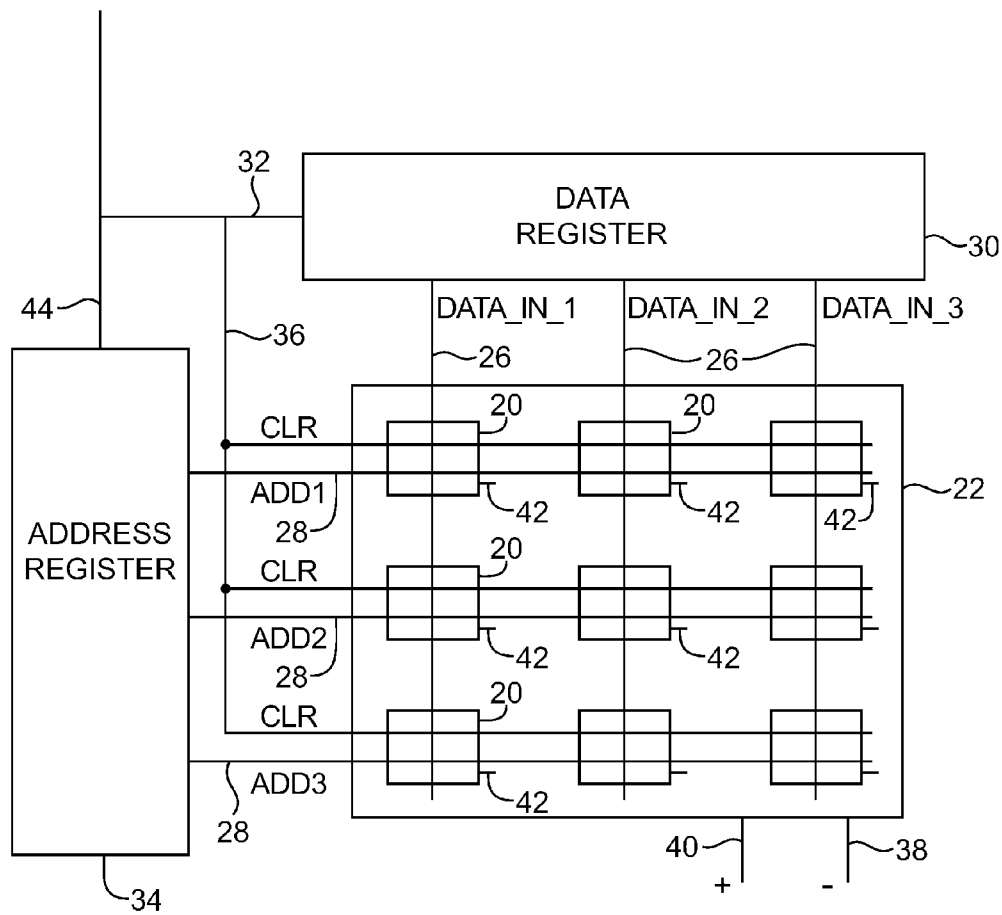 32
DATA
REGISTER
30
44
DATA_IN_1
DATA_IN_2
DATA_IN_3
36
26
26
20
20
CLR
22
ADD1
42
42
42
28
ADDRESS
REGISTER
20
CLR
ADD2
42
42
28
20
CLR
ADD3
42
28
40
38
+
-
34